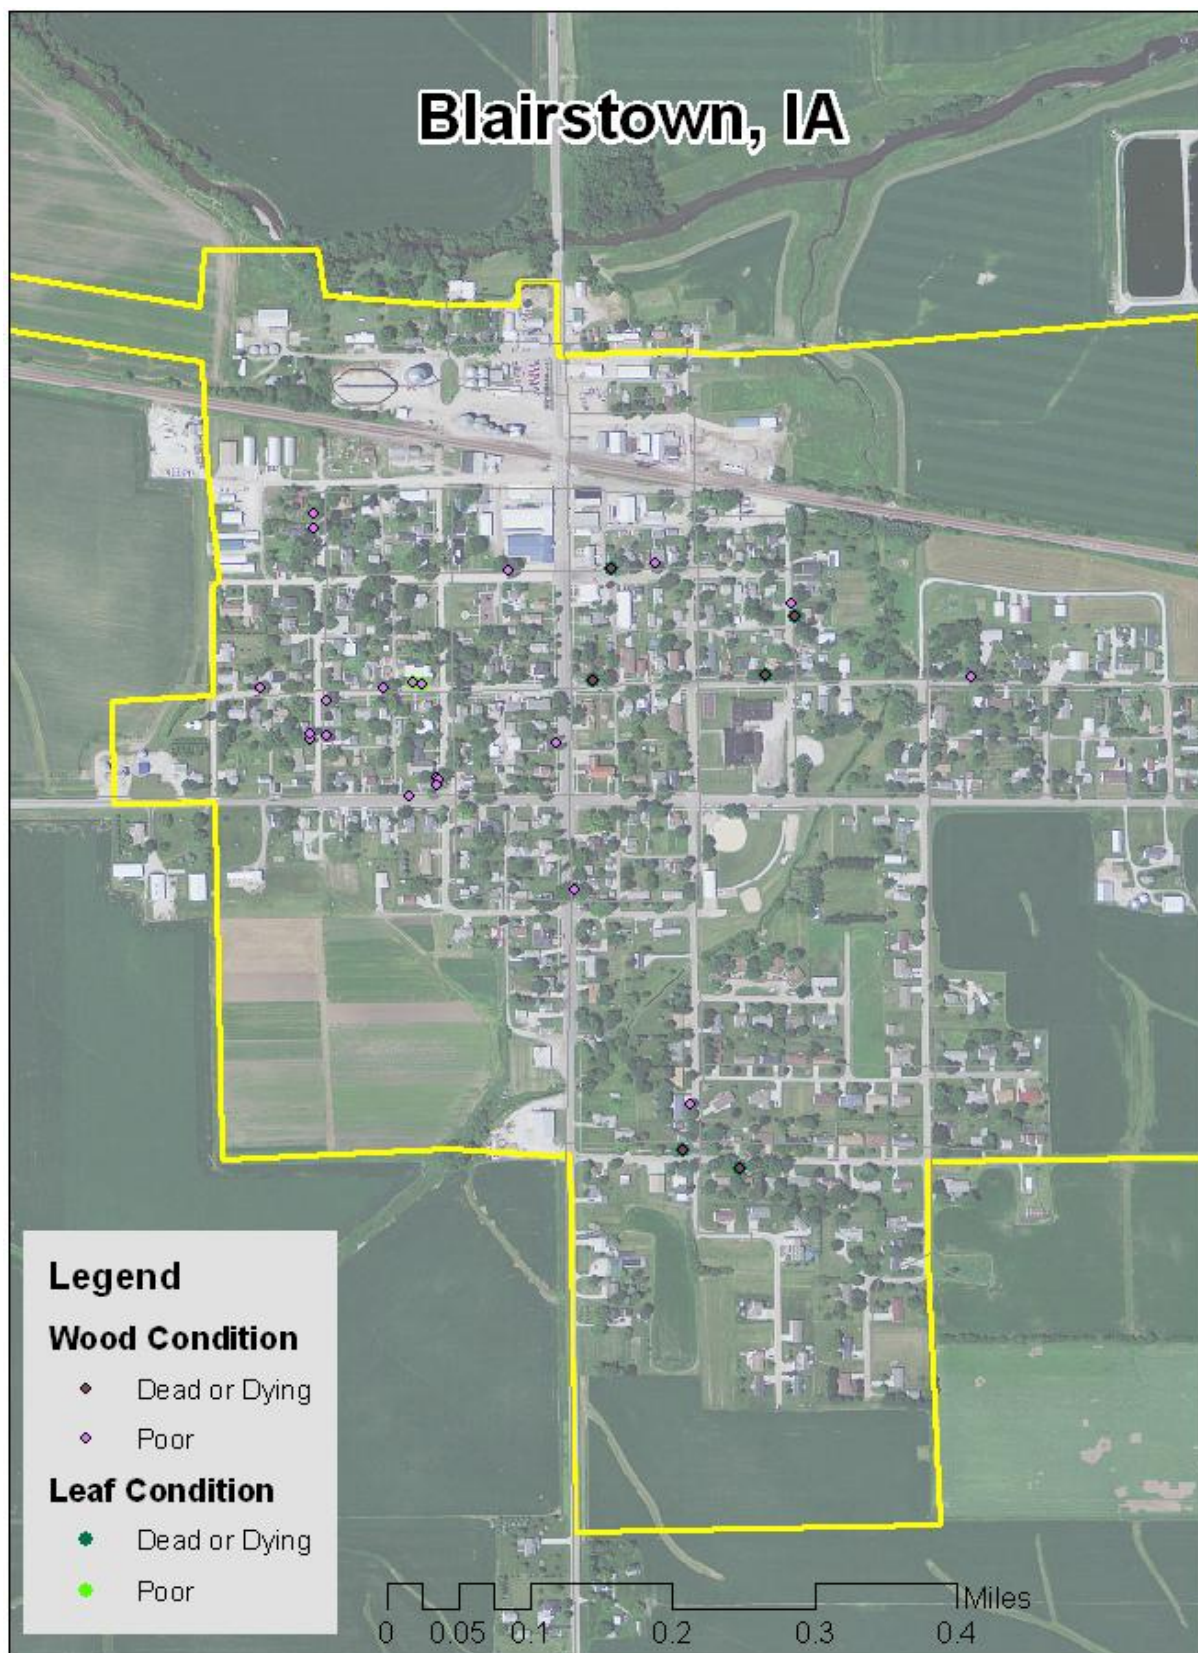 Blairstown, IA
Legend
Wood Condition
Dead or Dying
Poor
Leaf Condition
Dead or Dying
Poor
Miles
0 0.05 0.1 0.2 0.3 0.4